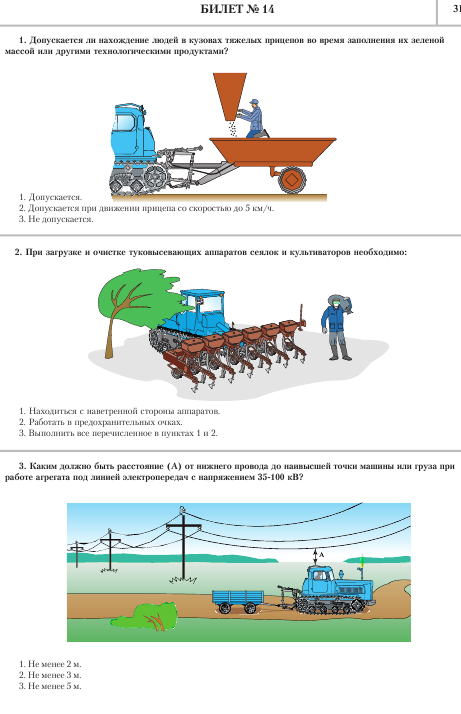 БИЛЕТ № 14
1. Допускается ли нахождение людей в кузовах тяжелых прицепов во время заполнения их зеленой
массой или другими технологическими продуктами?
1. Допускается.
2. Допускается при движении прицепа со скоростью до 5 км/ч.
3. Не допускается.
2. При загрузке и очистке туковысевающих аппаратов сеялок и культиваторов необходимо:
1. Находиться с наветренной стороны аппаратов.
2. Работать в предохранительных очках.
3. Выполнить все перечисленное в пунктах 1 и 2.
3. Каким должно быть расстояние (А) от нижнего провода до наивысшей точки машины или груза при
работе агрегата под линией электропередач с напряжением 35-100 кВ?
А
1. Не менее 2 м.
2. Не менее 3 м.
3. Не менее 5 м.